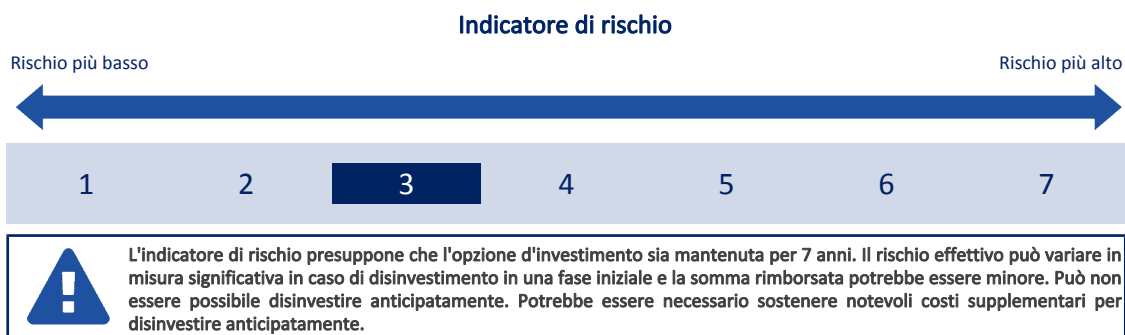 Indicatore di rischio
Rischio più basso Rischio più alto
1 2 3 4 5 6 7
L'indicatore di rischio presuppone che l'opzione d'investimento sia mantenuta per 7 anni. Il rischio effettivo può variare in
misura significativa in caso di disinvestimento in una fase iniziale e la somma rimborsata potrebbe essere minore. Può non
essere possibile disinvestire anticipatamente. Potrebbe essere necessario sostenere notevoli costi supplementari per
disinvestire anticipatamente.